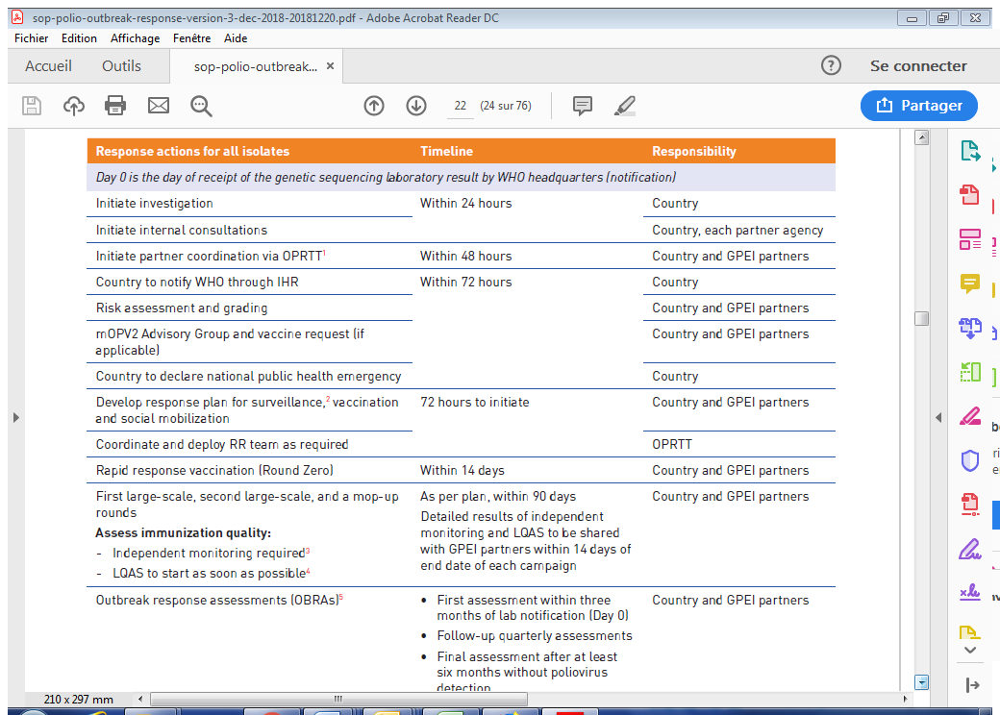 sop-polio-outbreak-response-version-3-dec-2018-20181220.pdf - Adobe Acrobat Reader DC
Fichier Edition Affichage Fenêtre Aide
Accueil Outils sop-polio-outbreak... × Se connecter
22 (24 sur 76) Partager
Response actions for all isolates Timeline Responsibility
Day 0 is the day of receipt of the genetic sequencing laboratory result by WHO headquarters (notification)
Initiate investigation Within 24 hours Country
Initiate internal consultations Country, each partner agency
Initiate partner coordination via OPRTT¹ Within 48 hours Country and GPEI partners
Country to notify WHO through IHR Within 72 hours Country
Risk assessment and grading Country and GPEI partners
mOPV2 Advisory Group and vaccine request (if Country and GPEI partners
applicable)
Country to declare national public health emergency Country
Develop response plan for surveillance,² vaccination 72 hours to initiate Country and GPEI partners
and social mobilization
Coordinate and deploy RR team as required OPRTT
Rapid response vaccination (Round Zero) Within 14 days Country and GPEI partners
First large-scale, second large-scale, and a mop-up As per plan, within 90 days Country and GPEI partners
rounds
Assess immunization quality:
- Independent monitoring required³
- LQAS to start as soon as possible⁴
Detailed results of independent
monitoring and LQAS to be shared
with GPEI partners within 14 days of
end date of each campaign
Outbreak response assessments (OBRAs)⁵ • First assessment within three Country and GPEI partners
months of lab notification (Day 0)
• Follow-up quarterly assessments
• Final assessment after at least
six months without poliovirus
detection
210 x 297 mm